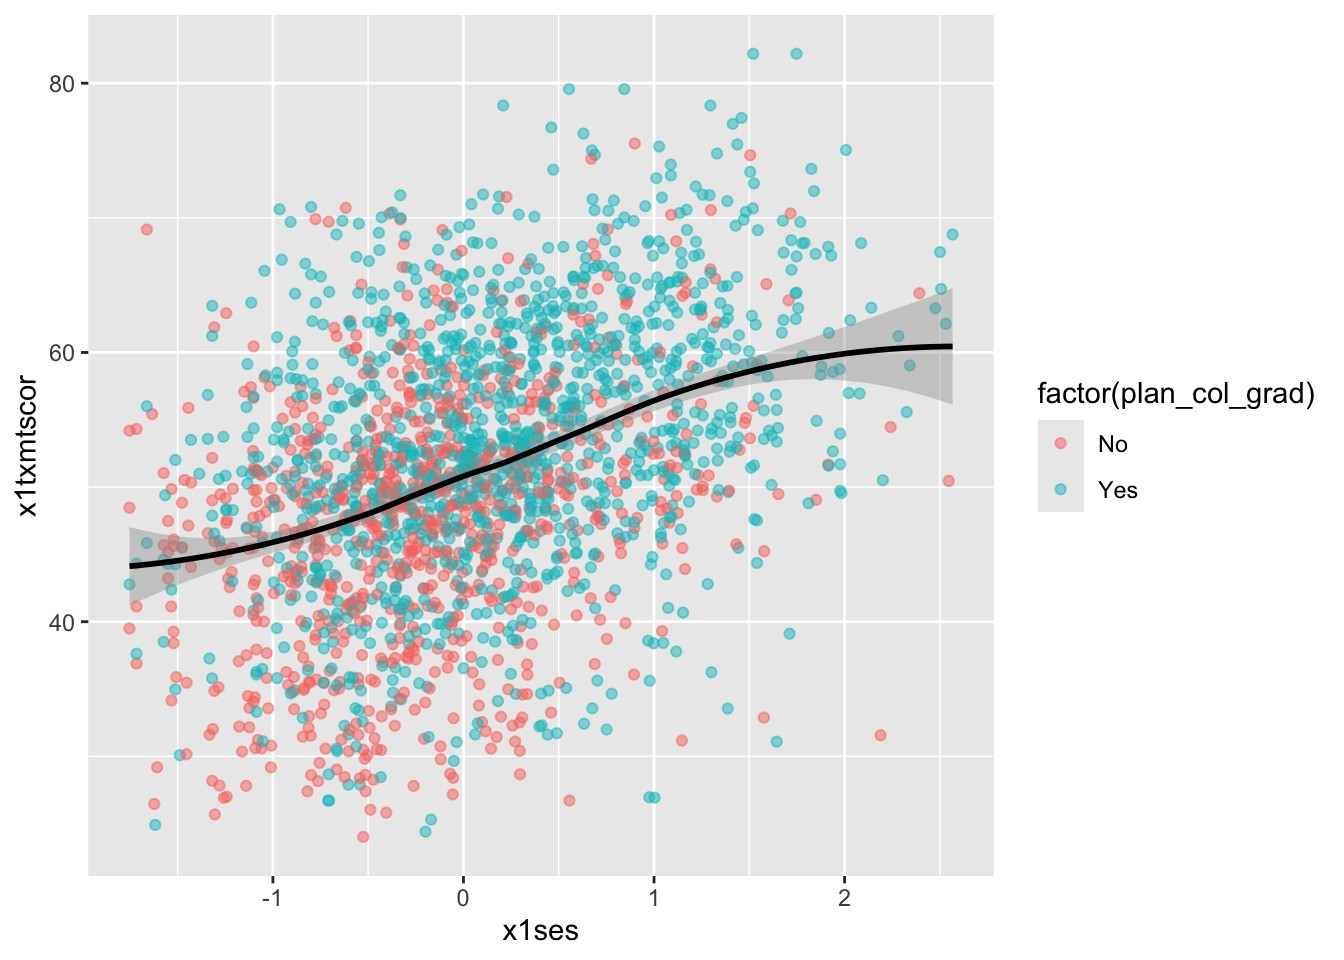 80
60
40
x1txmtscor
-1 0 1 2
x1ses
factor(plan_col_grad)
No
Yes